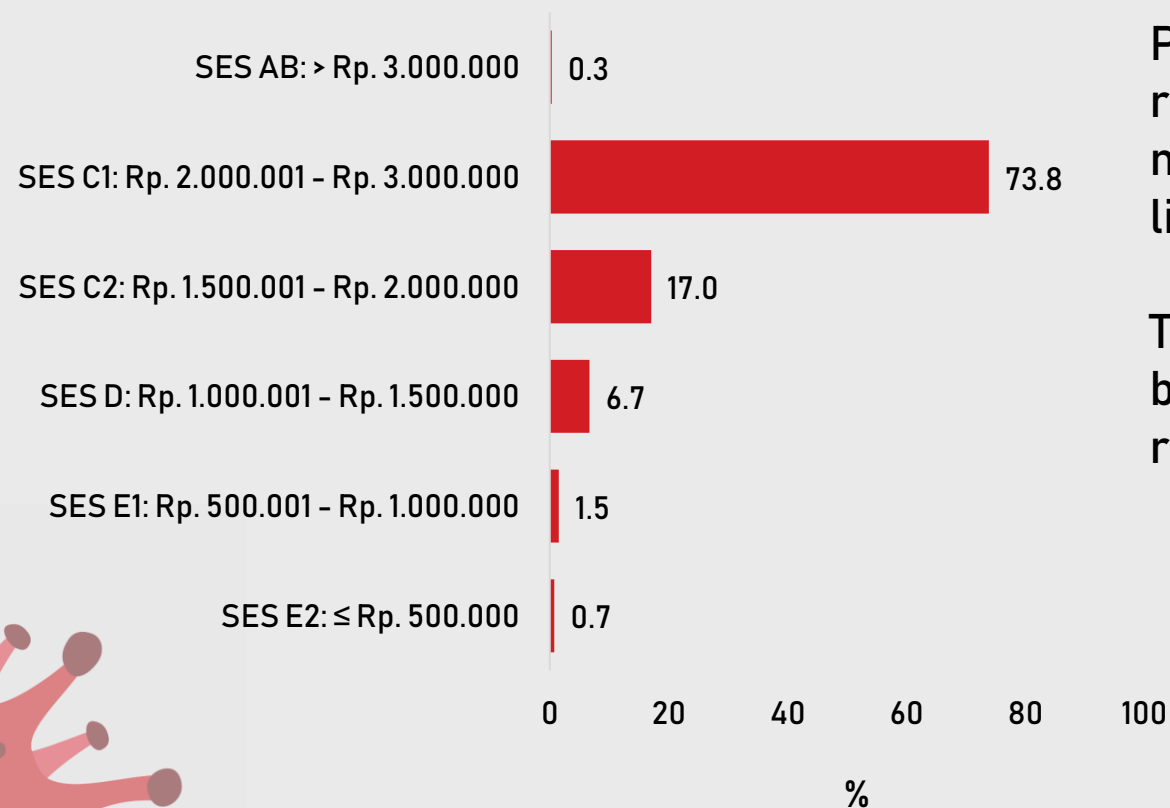 SES AB: > Rp. 3.000.000
0.3
SES C1: Rp. 2.000.001 - Rp. 3.000.000
73.8
SES C2: Rp. 1.500.001 - Rp. 2.000.000
17.0
SES D: Rp. 1.000.001 - Rp. 1.500.000
6.7
SES E1: Rp. 500.001 - Rp. 1.000.000
1.5
SES E2: ≤ Rp. 500.000
0.7
0 20 40 60 80 100
%